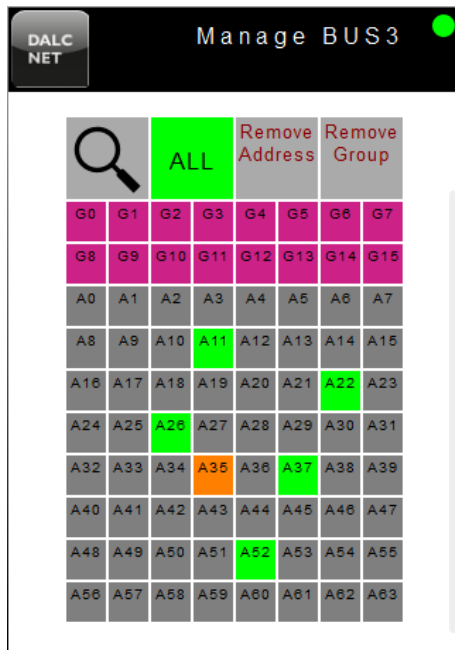 DALC
NET
Manage BUS3
ALL
Remove
Address
Remove
Group
G0 G1 G2 G3 G4 G5 G6 G7
G8 G9 G10 G11 G12 G13 G14 G15
A0 A1 A2 A3 A4 A5 A6 A7
A8 A9 A10 A11 A12 A13 A14 A15
A16 A17 A18 A19 A20 A21 A22 A23
A24 A25 A26 A27 A28 A29 A30 A31
A32 A33 A34 A35 A36 A37 A38 A39
A40 A41 A42 A43 A44 A45 A46 A47
A48 A49 A50 A51 A52 A53 A54 A55
A56 A57 A58 A59 A60 A61 A62 A63